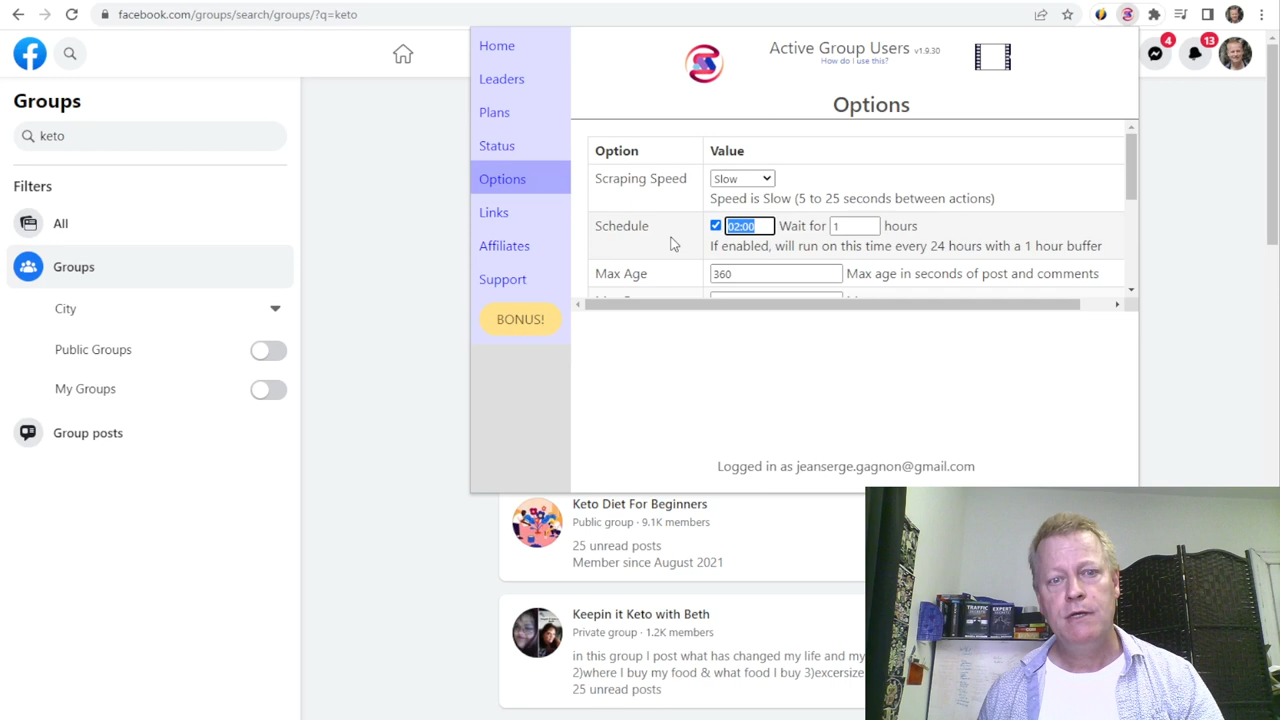 facebook.com/groups/search/groups/?q=keto
Groups
keto
Filters
All
Groups
City
Public Groups
My Groups
Group posts
Home
Leaders
Plans
Status
Options
Links
Affiliates
Support
BONUS!
Active Group Users v1.9.30
How do I use this?
Options
Option Value
Scraping Speed Slow
Speed is Slow (5 to 25 seconds between actions)
Schedule 02:00 Wait for 1 hours
If enabled, will run on this time every 24 hours with a 1 hour buffer
Max Age 360 Max age in seconds of post and comments
Logged in as jeanserge.gagnon@gmail.com
4
13
Keto Diet For Beginners
Public group · 9.1K members
25 unread posts
Member since August 2021
Keepin it Keto with Beth
Private group · 1.2K members
in this group I post what has changed my life and my
2)where I buy my food & what food I buy 3)excersize
25 unread posts
TRAFFIC
SECRETS
EXPERT
SECRETS